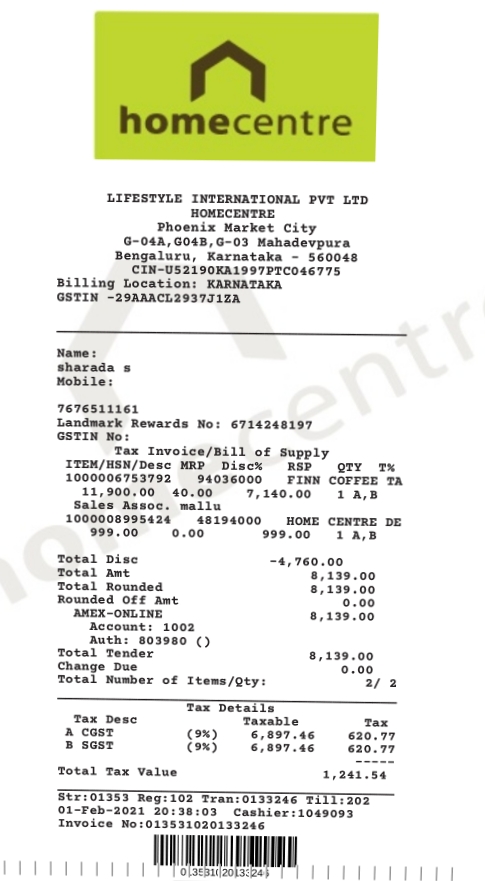 homecentre
LIFESTYLE INTERNATIONAL PVT LTD
HOMECENTRE
Phoenix Market City
G-04A,G04B,G-03 Mahadevpura
Bengaluru, Karnataka - 560048
CIN-U52190KA1997PTC046775
Billing Location: KARNATAKA
GSTIN -29AAACL2937J1ZA
Name:
sharada s
Mobile:
7676511161
Landmark Rewards No: 6714248197
GSTIN No:
Tax Invoice/Bill of Supply
ITEM/HSN/Desc MRP Disc% RSP QTY T%
1000006753792 94036000 FINN COFFEE TA
11,900.00 40.00 7,140.00 1 A,B
Sales Assoc. mallu
1000008995424 48194000 HOME CENTRE DE
999.00 0.00 999.00 1 A,B
Total Disc -4,760.00
Total Amt 8,139.00
Total Rounded 8,139.00
Rounded Off Amt 0.00
AMEX-ONLINE 8,139.00
Account: 1002
Auth: 803980 ()
Total Tender 8,139.00
Change Due 0.00
Total Number of Items/Qty: 2/ 2
Tax Details
Tax Desc Taxable Tax
A CGST (9%) 6,897.46 620.77
B SGST (9%) 6,897.46 620.77
-----
Total Tax Value 1,241.54
Str:01353 Reg:102 Tran:0133246 Till:202
01-Feb-2021 20:38:03 Cashier:1049093
Invoice No:013531020133246
013531020133246
homecentre